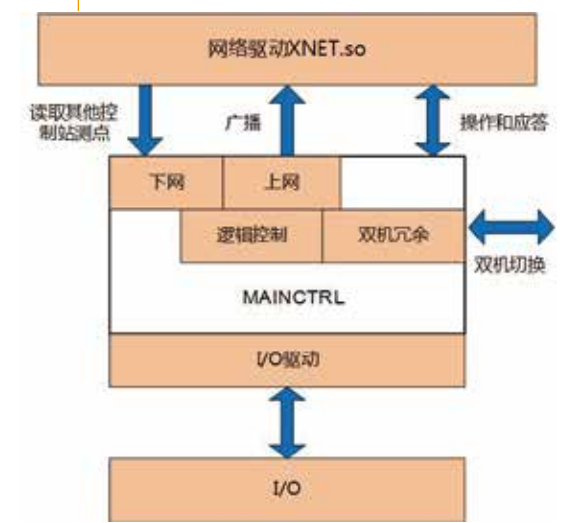 网络驱动XNET.so
读取其他控
制站测点
广播
操作和应答
下网
上网
逻辑控制
双机冗余
双机切换
MAINCTRL
I/O驱动
I/O